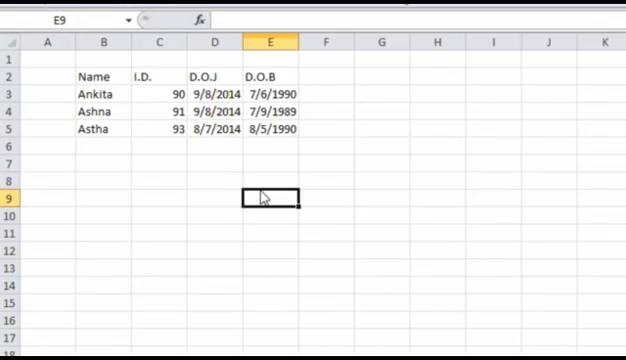 E9 fx
A B C D E F G H I J K
1
2 Name I.D. D.O.J D.O.B
3 Ankita 90 9/8/2014 7/6/1990
4 Ashna 91 9/8/2014 7/9/1989
5 Astha 93 8/7/2014 8/5/1990
6
7
8
9
10
11
12
13
14
15
16
17
18